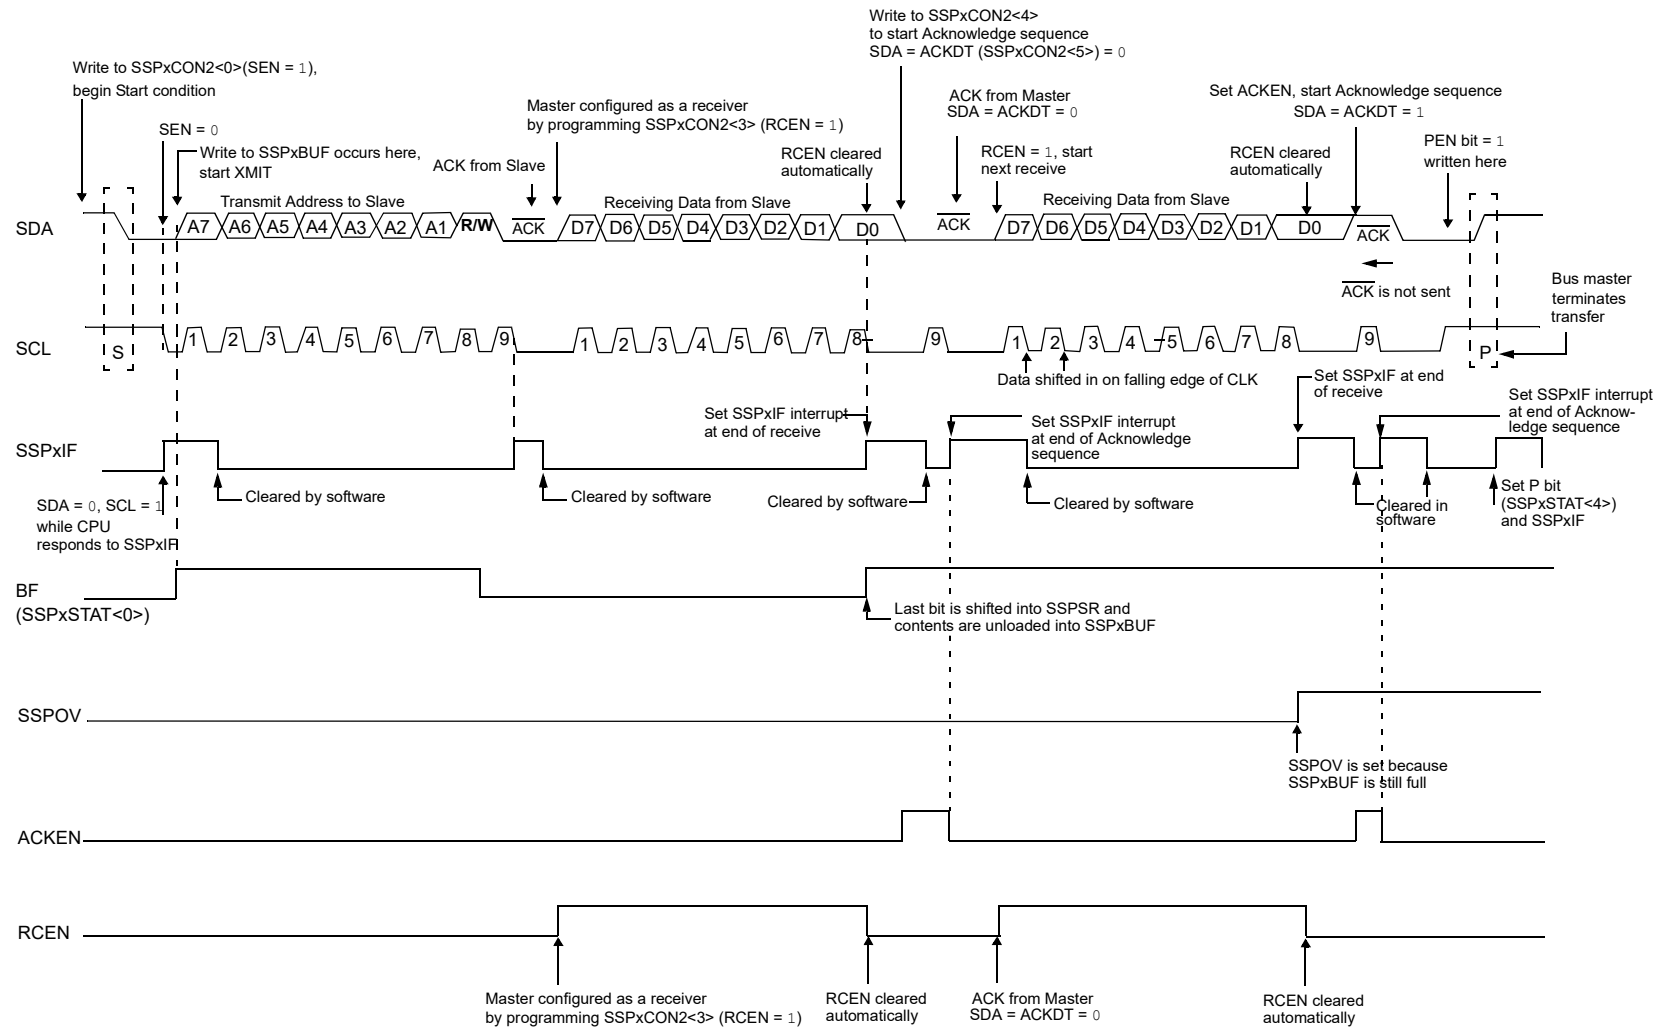 Write to SSPxCON2<4>
to start Acknowledge sequence
SDA = ACKDT (SSPxCON2<5>) = 0
Write to SSPxCON2<0>(SEN = 1),
begin Start condition
ACK from Master
SDA = ACKDT = 0
Set ACKEN, start Acknowledge sequence
SDA = ACKDT = 1
Master configured as a receiver
by programming SSPxCON2<3> (RCEN = 1)
SEN = 0
PEN bit = 1
written here
Write to SSPxBUF occurs here,
start XMIT
ACK from Slave
RCEN cleared
automatically
RCEN = 1, start
next receive
RCEN cleared
automatically
Transmit Address to Slave
Receiving Data from Slave
Receiving Data from Slave
SDA
A7 A6 A5 A4 A3 A2 A1 R/W ACK D7 D6 D5 D4 D3 D2 D1 D0 ACK D7 D6 D5 D4 D3 D2 D1 D0 ACK
ACK is not sent
Bus master
terminates
transfer
SCL
S 1 2 3 4 5 6 7 8 9 1 2 3 4 5 6 7 8 9 1 2 3 4 5 6 7 8 9 P
Data shifted in on falling edge of CLK
Set SSPxIF at end
of receive
Set SSPxIF interrupt
at end of Acknow-
ledge sequence
Set SSPxIF interrupt
at end of receive
Set SSPxIF interrupt
at end of Acknowledge
sequence
SSPxIF
Cleared by software
Cleared by software
Cleared by software
Cleared by software
Cleared in
software
Set P bit
(SSPxSTAT<4>)
and SSPxIF
SDA = 0, SCL = 1
while CPU
responds to SSPxIF
BF
(SSPxSTAT<0>)
Last bit is shifted into SSPSR and
contents are unloaded into SSPxBUF
SSPOV
SSPOV is set because
SSPxBUF is still full
ACKEN
RCEN
Master configured as a receiver
by programming SSPxCON2<3> (RCEN = 1)
RCEN cleared
automatically
ACK from Master
SDA = ACKDT = 0
RCEN cleared
automatically